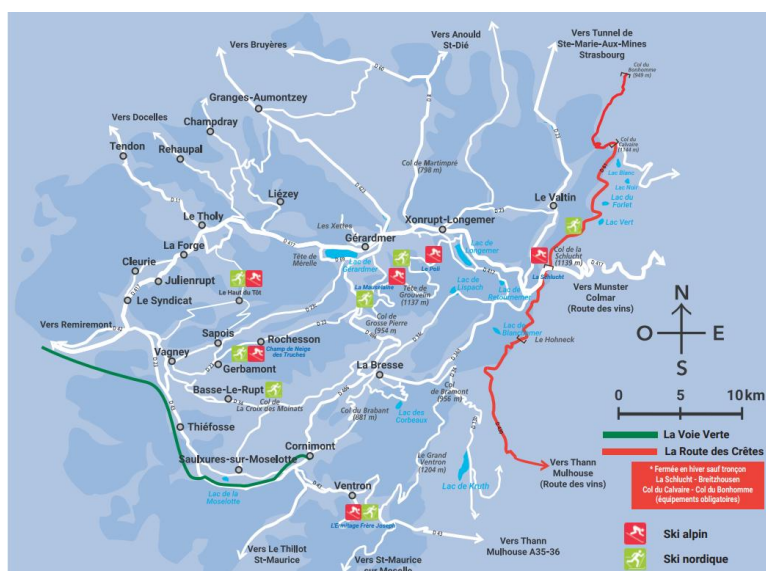 Vers Bruyères
Vers Anould
St-Dié
Vers Tunnel de
Ste-Marie-Aux-Mines
Strasbourg
Col du
Bonhomme
(949 m)
Granges-Aumontzey
Vers Docelles
Champdray
Tendon
Rehaupal
Col du
Calvaire
(1144 m)
Lac Blanc
Lac Noir
Lac du
Forlet
Lac Vert
Col de Martimpré
(798 m)
Liézey
Le Valtin
Le Tholy
Les Xettes
Xonrupt-Longemer
Gérardmer
La Forge
Tête de
Mérelle
Lac de
Gérardmer
Le Poli
Lac de
Longemer
La Schlucht
Col de la
Schlucht
(1139 m)
Cleurie
Julienrupt
Le Haut du Tôt
La Mauselaine
Tête de
Grouvelin
(1137 m)
Lac de
Lispach
Lac de
Retournemer
Vers Munster
Colmar
(Route des vins)
Le Syndicat
Vers Remiremont
Col de
Grosse Pierre
(954 m)
Lac de
Blanchemer
Le Hohneck
Sapois
Rochesson
Champ de Neige
des Truches
Vagney
Gerbamont
La Bresse
Basse-Le-Rupt
Col de
La Croix des Moinats
Col
de Bramont
(956 m)
Col du Brabant
(881 m)
Lac des
Corbeaux
Thiéfosse
Cornimont
Saulxures-sur-Moselotte
Lac de la
Moselotte
Le Grand
Ventron
(1204 m)
Lac de Kruth
Ventron
L'Ermitage Frère Joseph
Vers Thann
Mulhouse
(Route des vins)
Vers Le Thillot
St-Maurice
Vers St-Maurice
sur Moselle
Vers Thann
Mulhouse A35-36
N
O
E
S
0
5
10 km
La Voie Verte
La Route des Crêtes
* Fermée en hiver sauf tronçon
La Schlucht - Breitzhousen
Col du Calvaire - Col du Bonhomme
(équipements obligatoires)
Ski alpin
Ski nordique